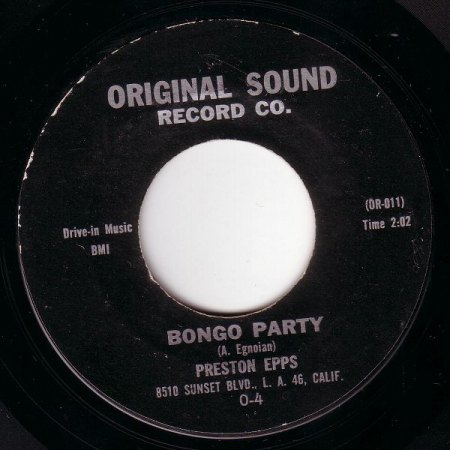 ORIGINAL SOUND
RECORD CO.
Drive-in Music
BMI
(OR-011)
Time 2:02
BONGO PARTY
(A. Egnoian)
PRESTON EPPS
8510 SUNSET BLVD., L. A. 46, CALIF.
O-4